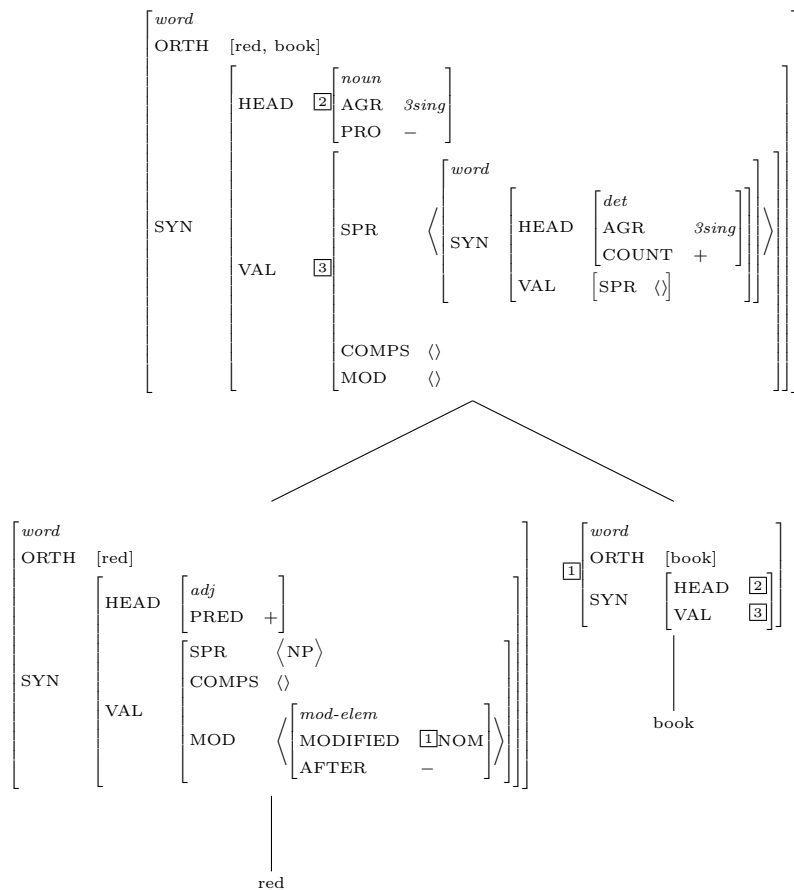 word
ORTH [red, book]
HEAD 2 noun
AGR 3sing
PRO −
SYN
VAL 3
SPR ⟨
word
SYN
HEAD
det
AGR 3sing
COUNT +
VAL [SPR ⟨⟩]
⟩
COMPS ⟨⟩
MOD ⟨⟩
word
ORTH [red]
SYN
HEAD
adj
PRED +
VAL
SPR ⟨NP⟩
COMPS ⟨⟩
MOD ⟨
mod-elem
MODIFIED 1 NOM
AFTER −
⟩
red
1
word
ORTH [book]
SYN
HEAD 2
VAL 3
book